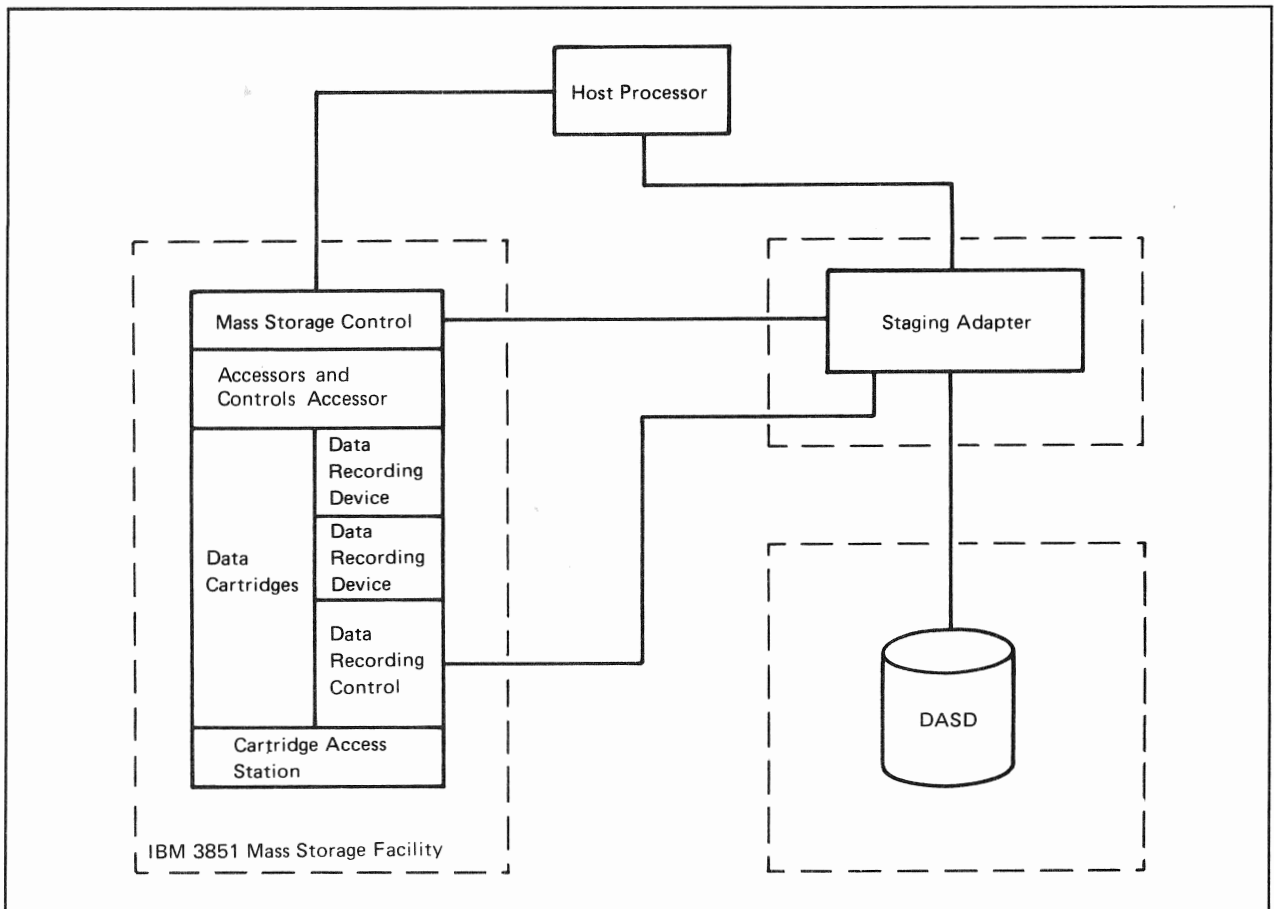 Host Processor
Mass Storage Control
Staging Adapter
Accessors and
Controls Accessor
Data
Recording
Device
Data
Recording
Device
Data
Cartridges
Data
Recording
Control
Cartridge Access
Station
DASD
IBM 3851 Mass Storage Facility